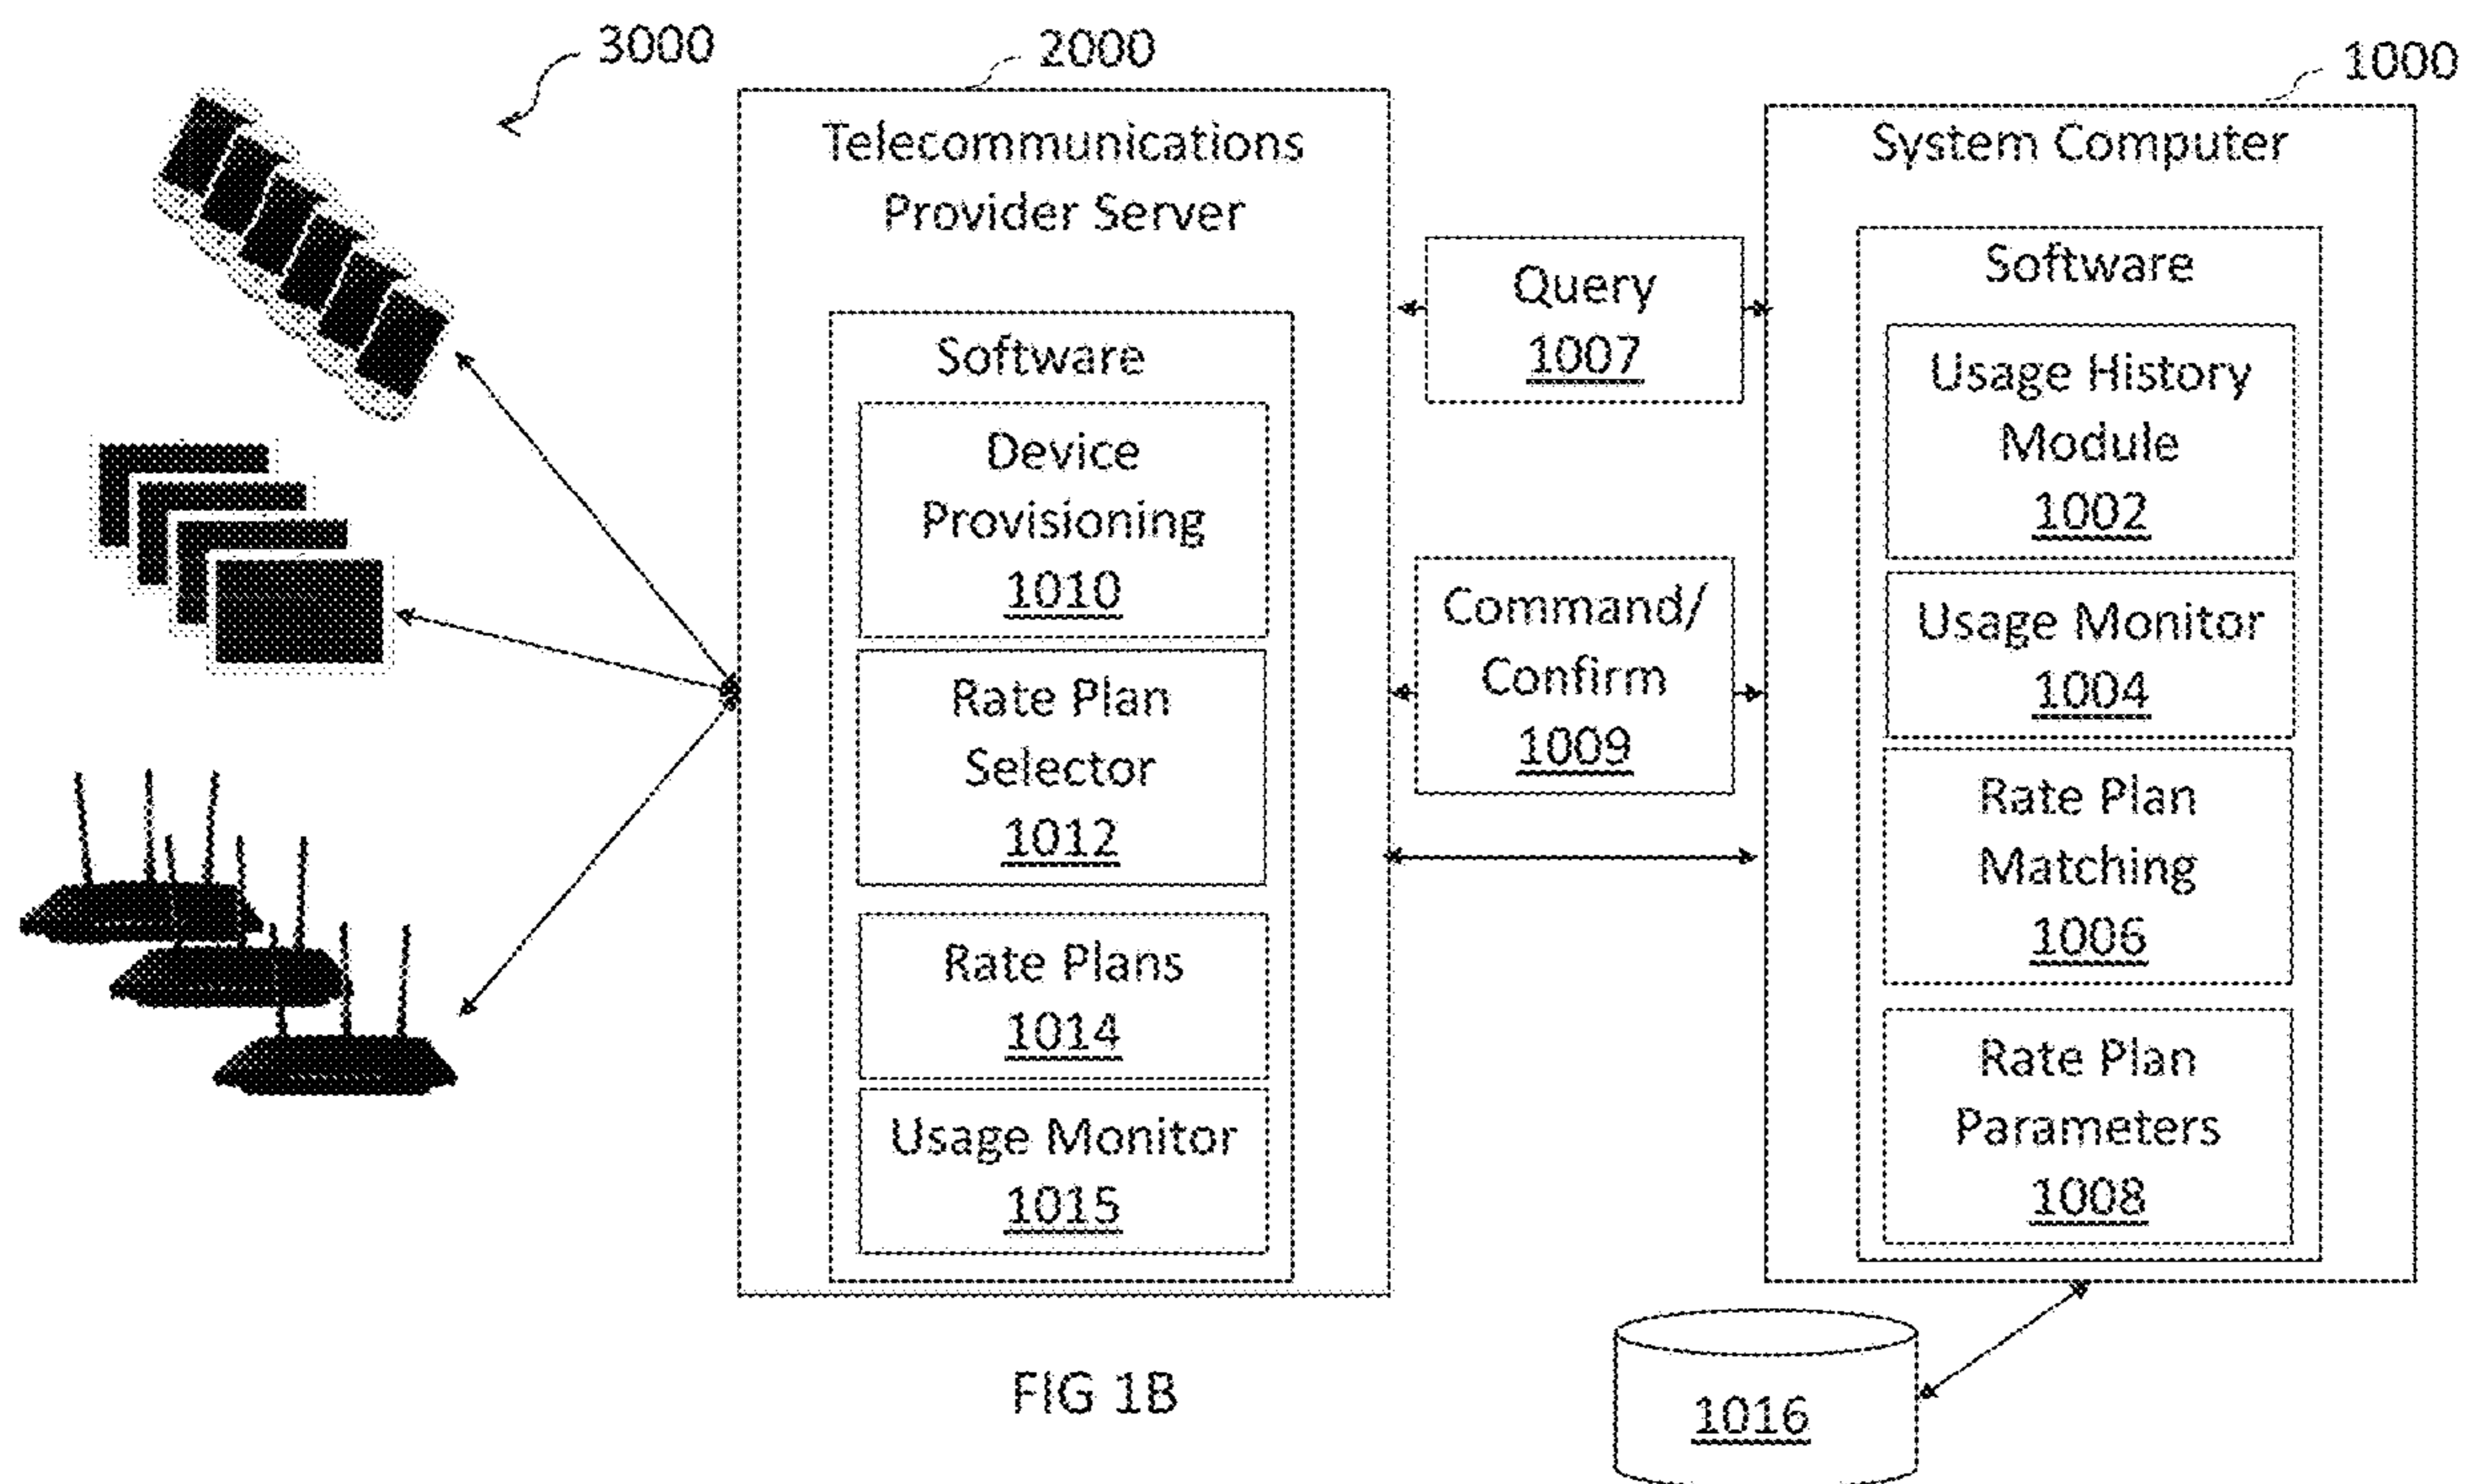 3000
2000
1000
Telecommunications
Provider Server
Software
Device
Provisioning
1010
Rate Plan
Selector
1012
Rate Plans
1014
Usage Monitor
1015
Query
1007
Command/
Confirm
1009
System Computer
Software
Usage History
Module
1002
Usage Monitor
1004
Rate Plan
Matching
1006
Rate Plan
Parameters
1008
1016
FIG 1B